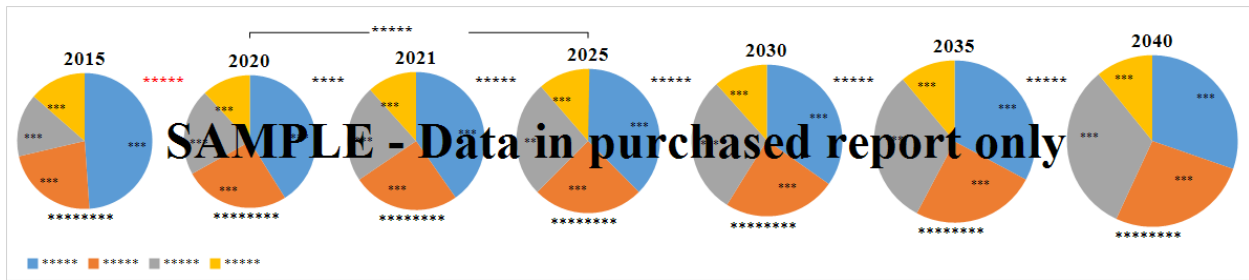 *****
2015 2020 2021 2025 2030 2035 2040
***** **** ***** ***** ***** *****
*** *** *** *** *** *** ***
*** *** *** *** *** *** ***
SAMPLE - Data in purchased report only
*** *** *** *** *** *** ***
******** ******** ******** ******** ******** ******** ********
***** ***** ***** *****